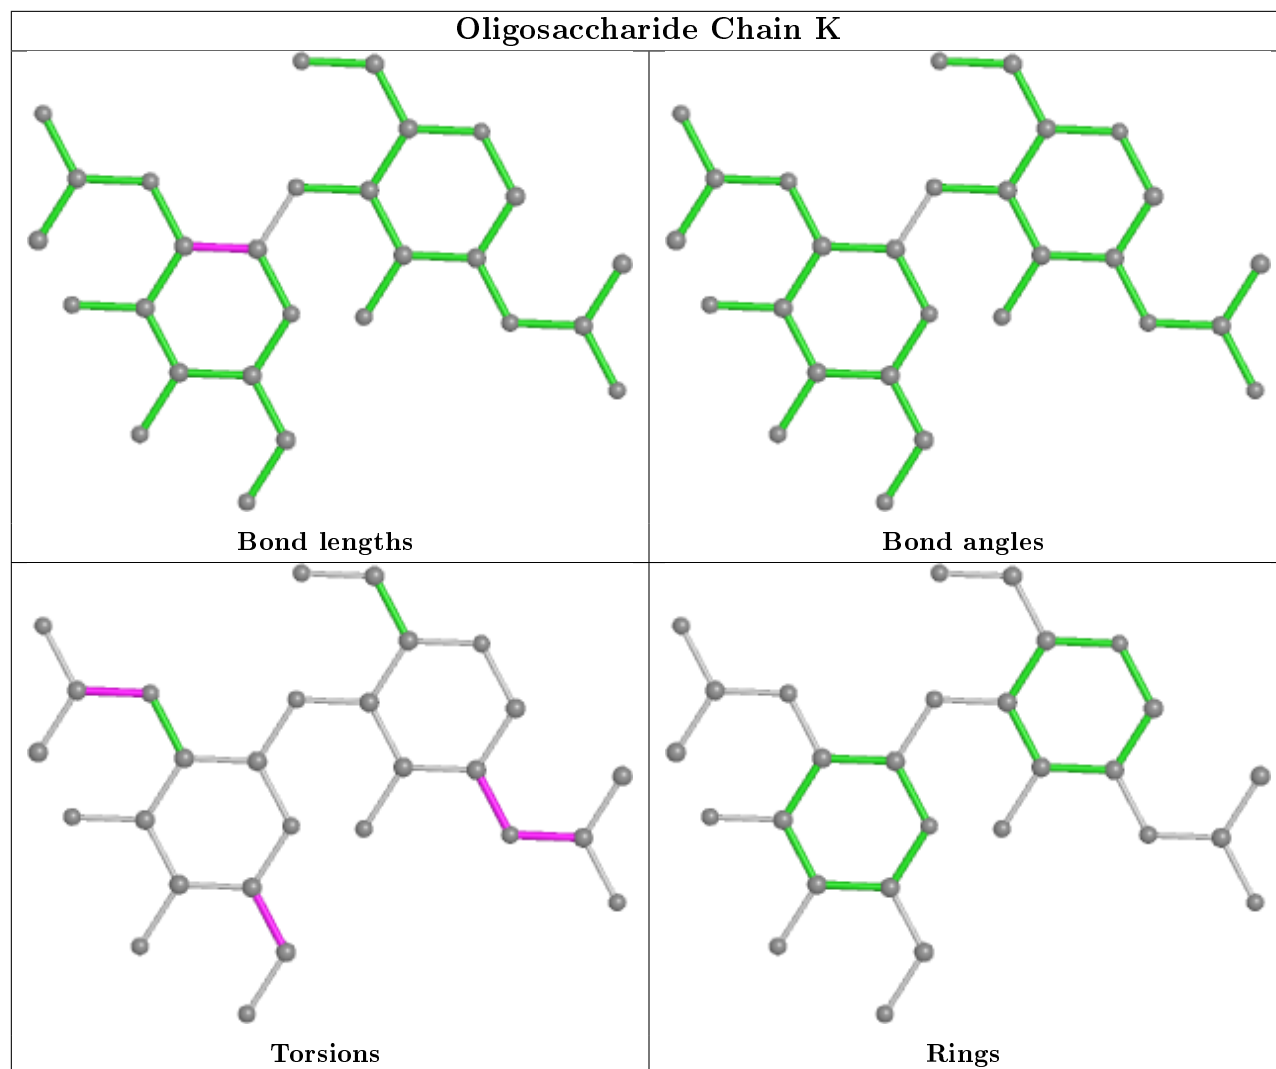 Oligosaccharide Chain K
Bond lengths
Bond angles
Torsions
Rings